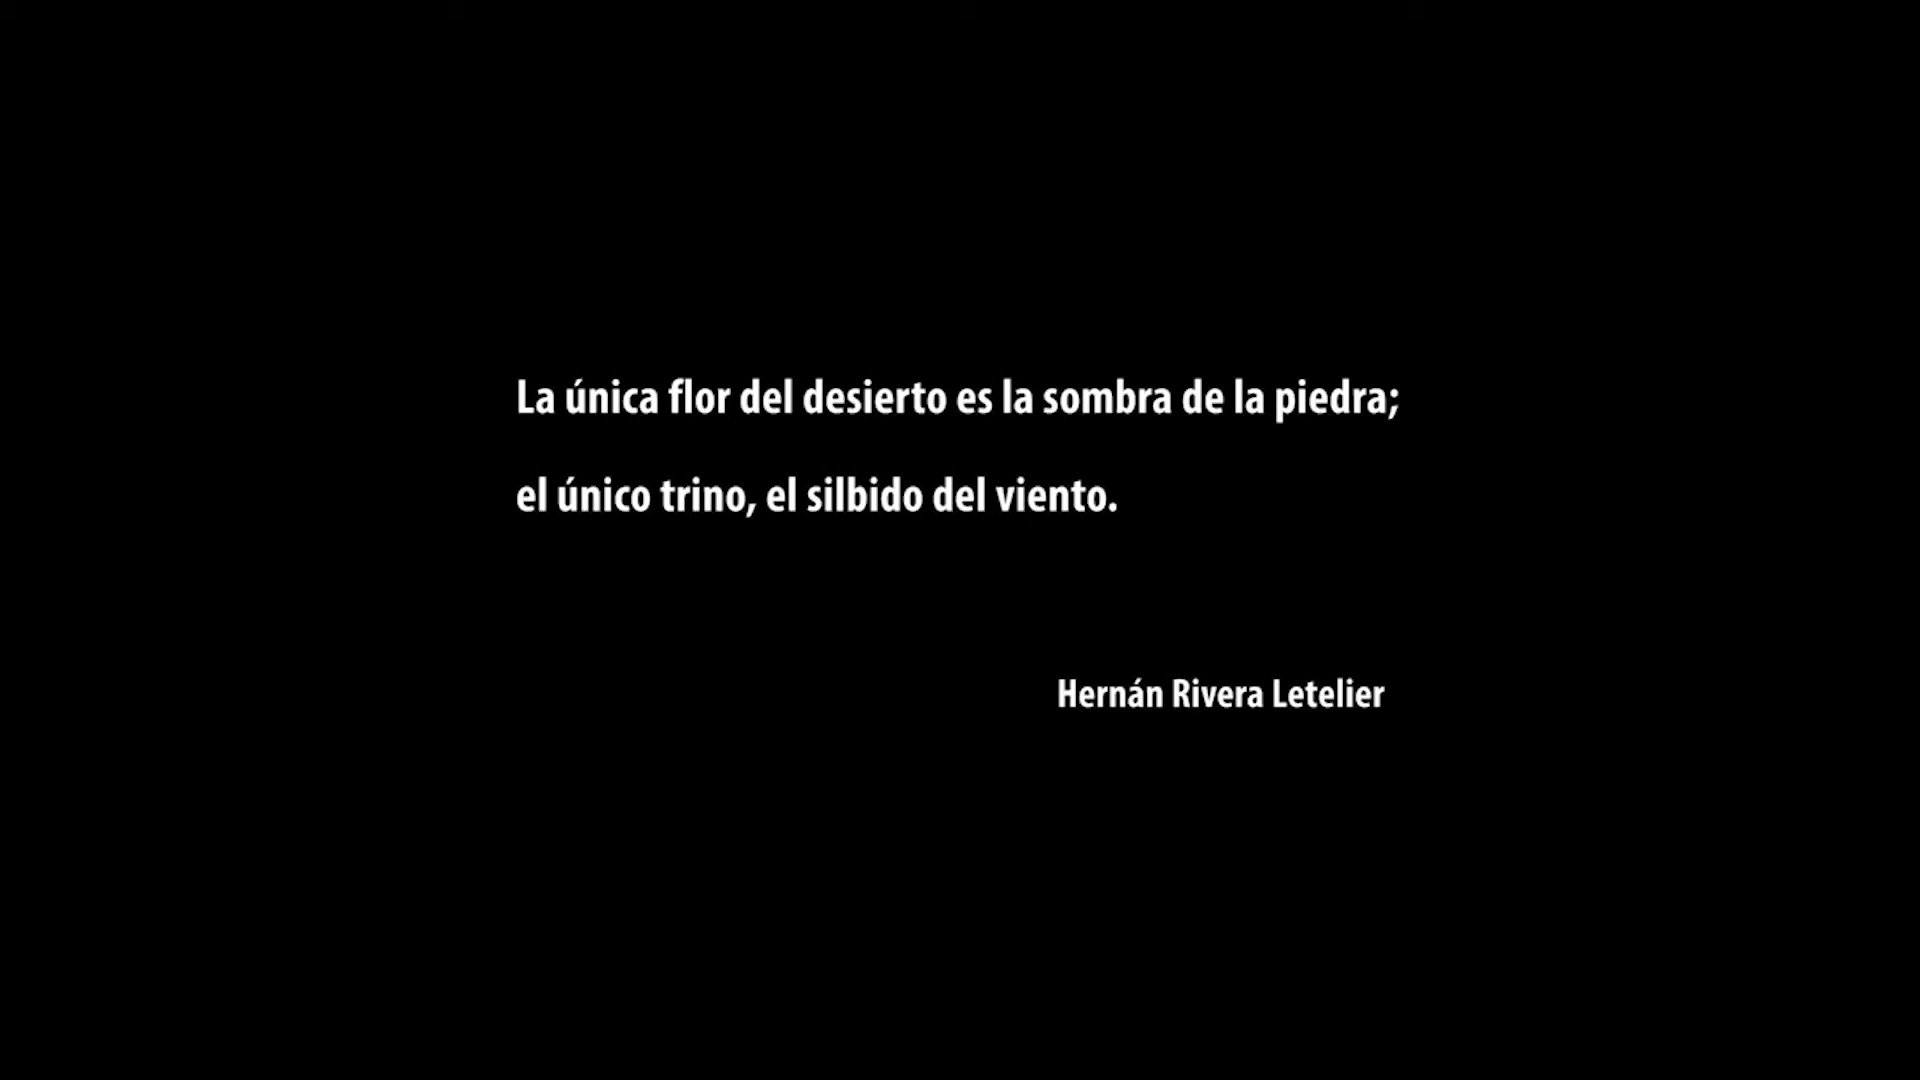 La única flor del desierto es la sombra de la piedra;
el único trino, el silbido del viento.
Hernán Rivera Letelier